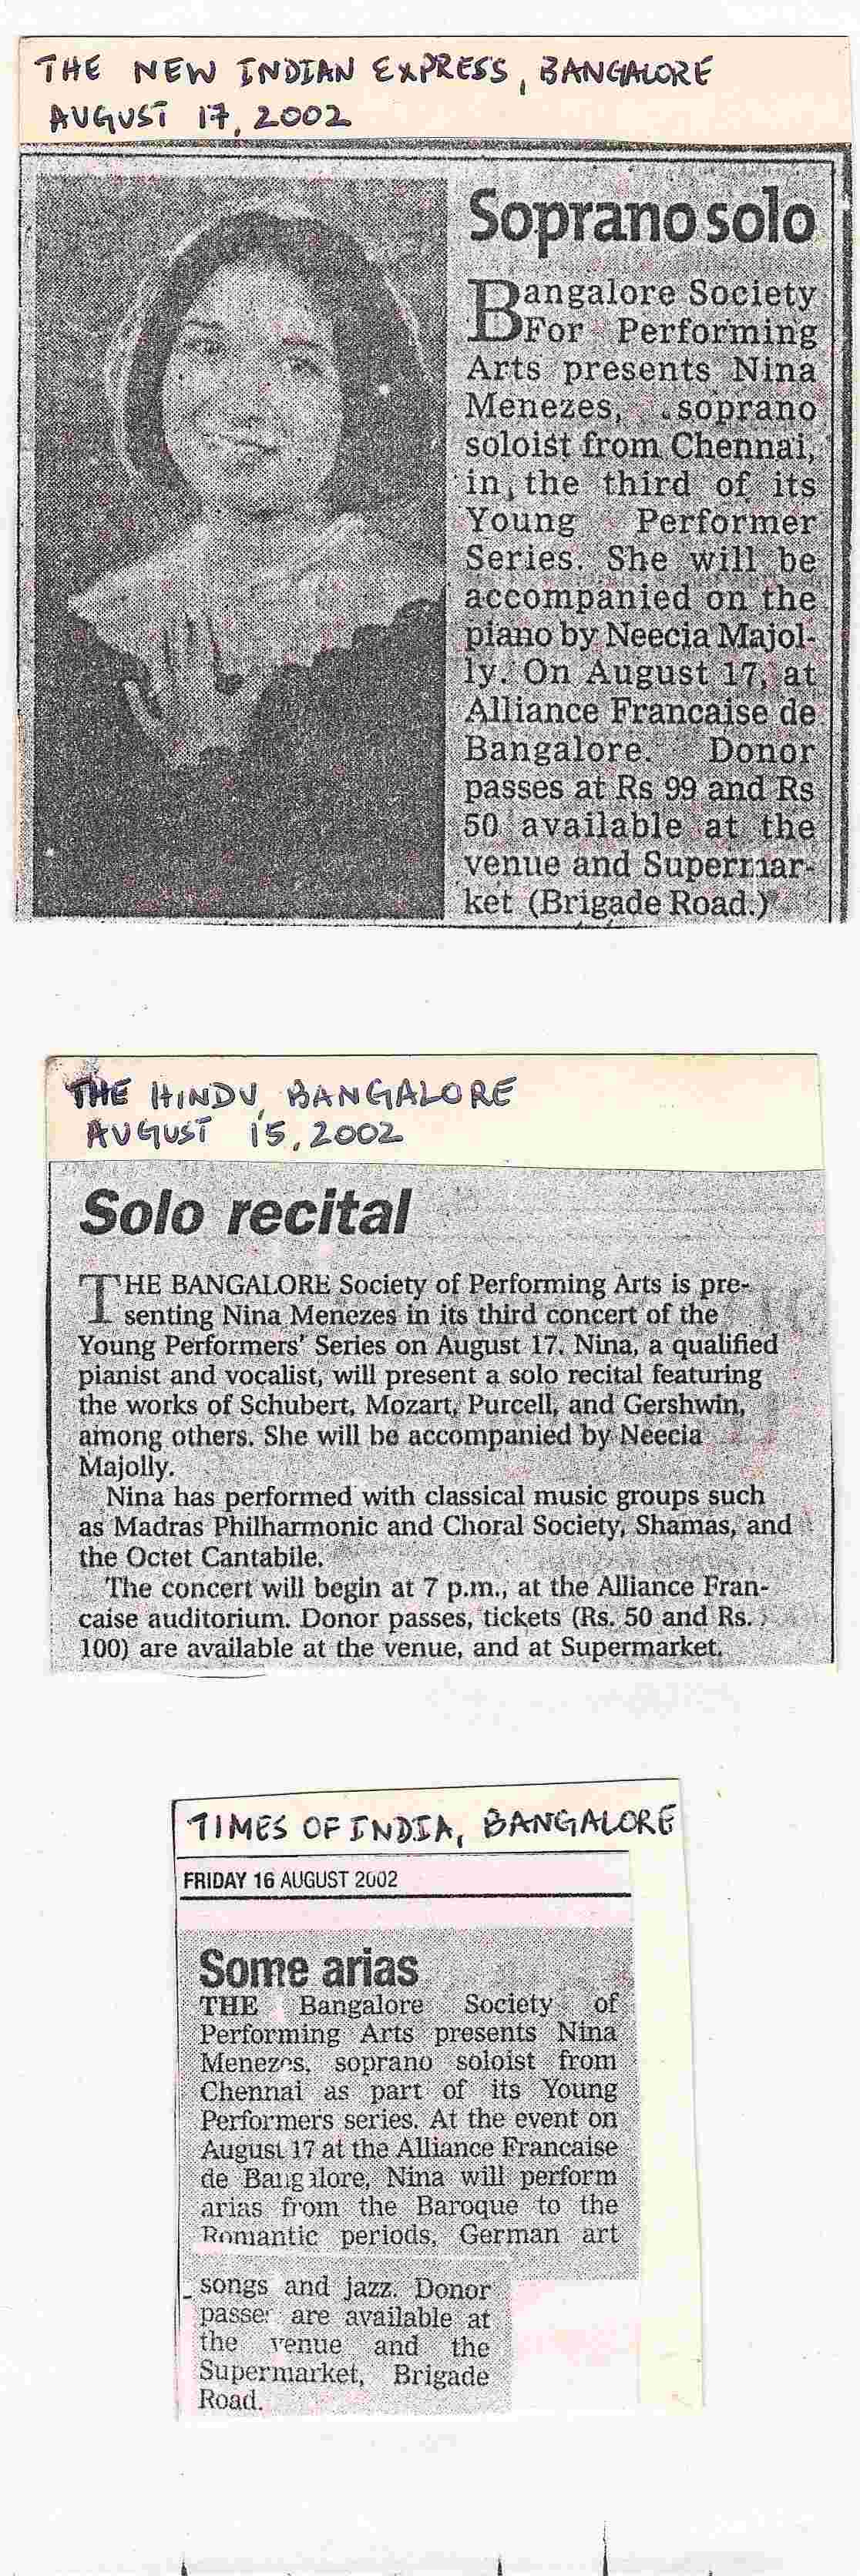 THE NEW INDIAN EXPRESS, BANGALORE
AUGUST 17, 2002
Soprano solo
Bangalore Society
For Performing
Arts presents Nina
Menezes, soprano
soloist from Chennai,
in the third of its
Young Performer
Series. She will be
accompanied on the
piano by Neecia Majol-
ly. On August 17, at
Alliance Francaise de
Bangalore. Donor
passes at Rs 99 and Rs
50 available at the
venue and Supermar-
ket (Brigade Road.)
THE HINDU, BANGALORE
AUGUST 15, 2002
Solo recital
THE BANGALORE Society of Performing Arts is pre-
senting Nina Menezes in its third concert of the
Young Performers' Series on August 17. Nina, a qualified
pianist and vocalist, will present a solo recital featuring
the works of Schubert, Mozart, Purcell, and Gershwin,
among others. She will be accompanied by Neecia
Majolly.
Nina has performed with classical music groups such
as Madras Philharmonic and Choral Society, Shamas, and
the Octet Cantabile.
The concert will begin at 7 p.m., at the Alliance Fran-
caise auditorium. Donor passes, tickets (Rs. 50 and Rs.
100) are available at the venue, and at Supermarket.
TIMES OF INDIA, BANGALORE
FRIDAY 16 AUGUST 2002
Some arias
THE Bangalore Society of
Performing Arts presents Nina
Menezes, soprano soloist from
Chennai as part of its Young
Performers series. At the event on
August 17 at the Alliance Francaise
de Bangalore, Nina will perform
arias from the Baroque to the
Romantic periods, German art
songs and jazz. Donor
passes are available at
the venue and the
Supermarket, Brigade
Road.